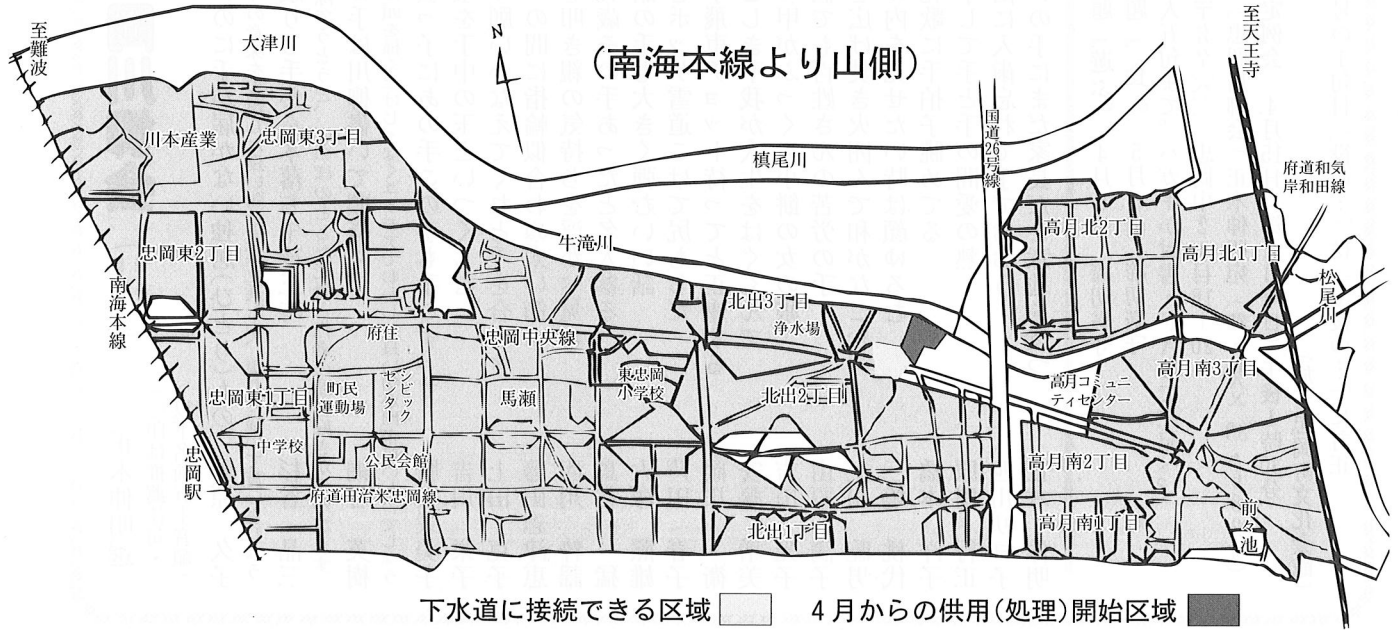 (南海本線より山側)
至難波
大津川
N
至天王寺
国道26号線
槙尾川
府道和気
岸和田線
川本産業
忠岡東3丁目
牛滝川
高月北2丁目
高月北1丁目
松尾川
忠岡東2丁目
南海本線
北出3丁目
浄水場
府住
忠岡中央線
高月南3丁目
忠岡東1丁目
町民
運動場
シビック
センター
馬瀬
東忠岡
小学校
北出2丁目
高月コミュニ
ティセンター
中学校
公民会館
忠岡駅
府道田治米忠岡線
高月南2丁目
北出1丁目
高月南1丁目
前々池
下水道に接続できる区域
4月からの供用(処理)開始区域